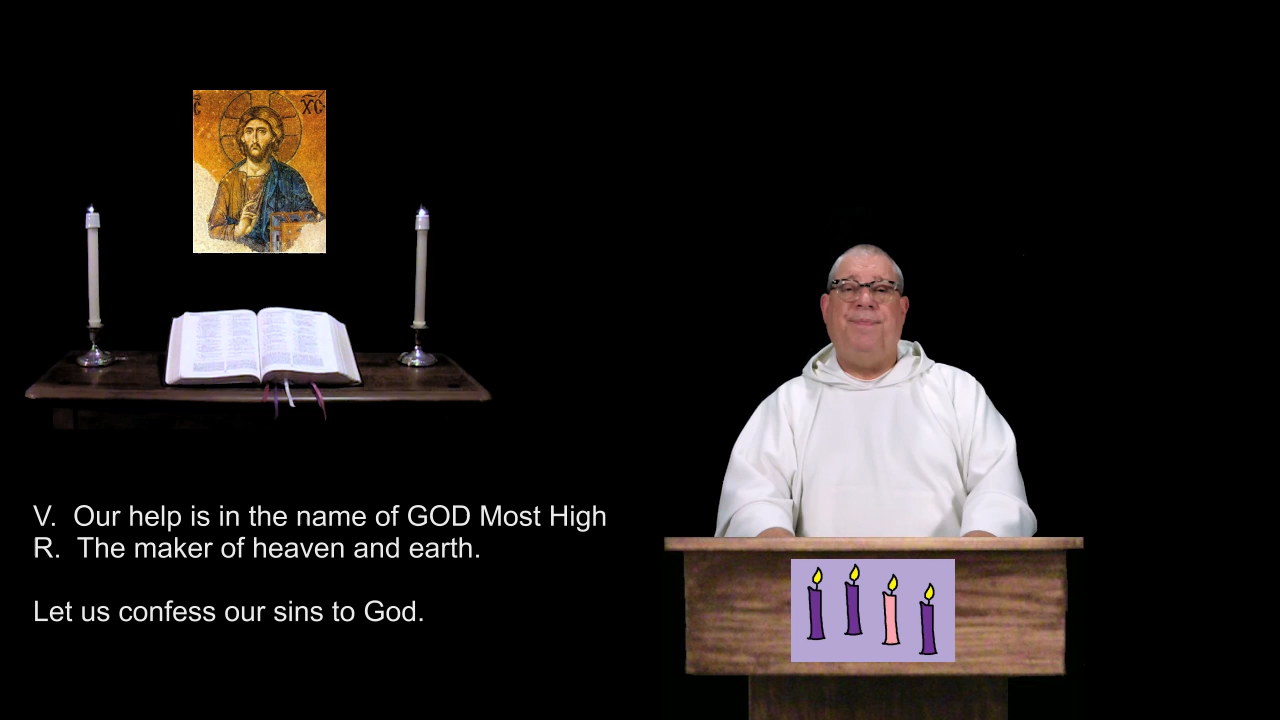 ΧC
V.  Our help is in the name of GOD Most High
R.  The maker of heaven and earth.
Let us confess our sins to God.